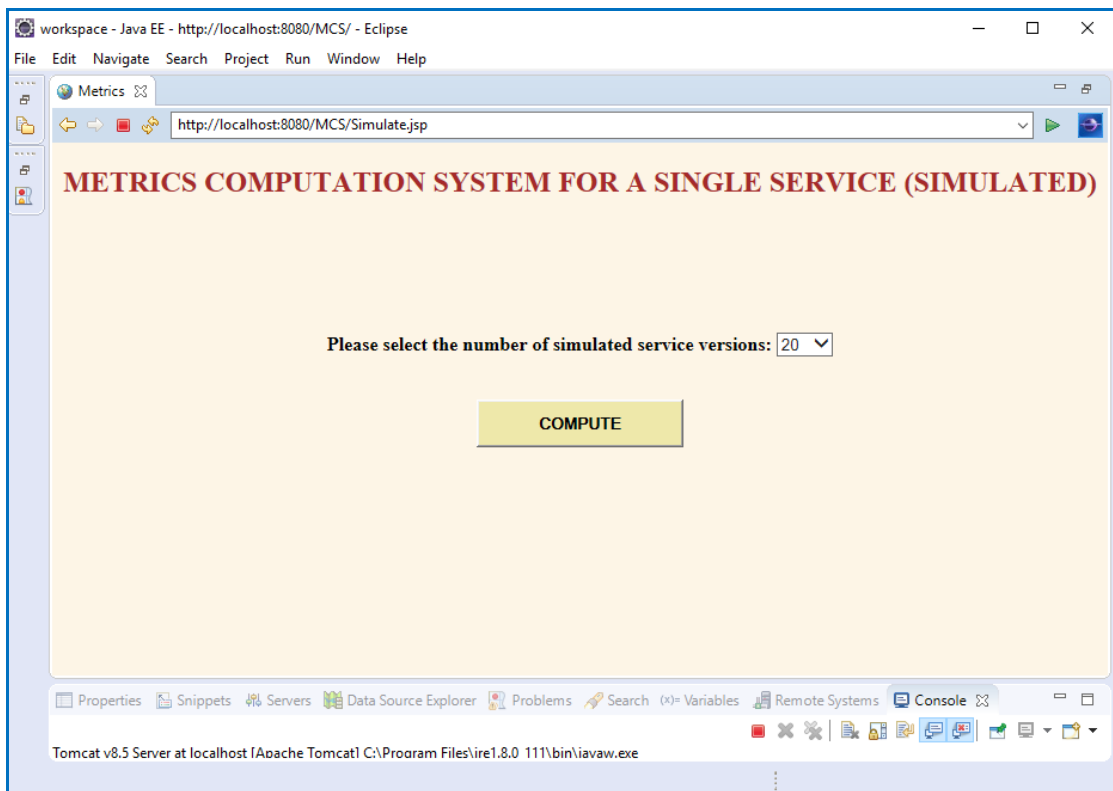 workspace - Java EE - http://localhost:8080/MCS/ - Eclipse
File Edit Navigate Search Project Run Window Help
Metrics
http://localhost:8080/MCS/Simulate.jsp
METRICS COMPUTATION SYSTEM FOR A SINGLE SERVICE (SIMULATED)
Please select the number of simulated service versions: 20
COMPUTE
Properties Snippets Servers Data Source Explorer Problems Search (x)= Variables Remote Systems Console
Tomcat v8.5 Server at localhost [Apache Tomcat] C:\Program Files\jre1.8.0_111\bin\javaw.exe